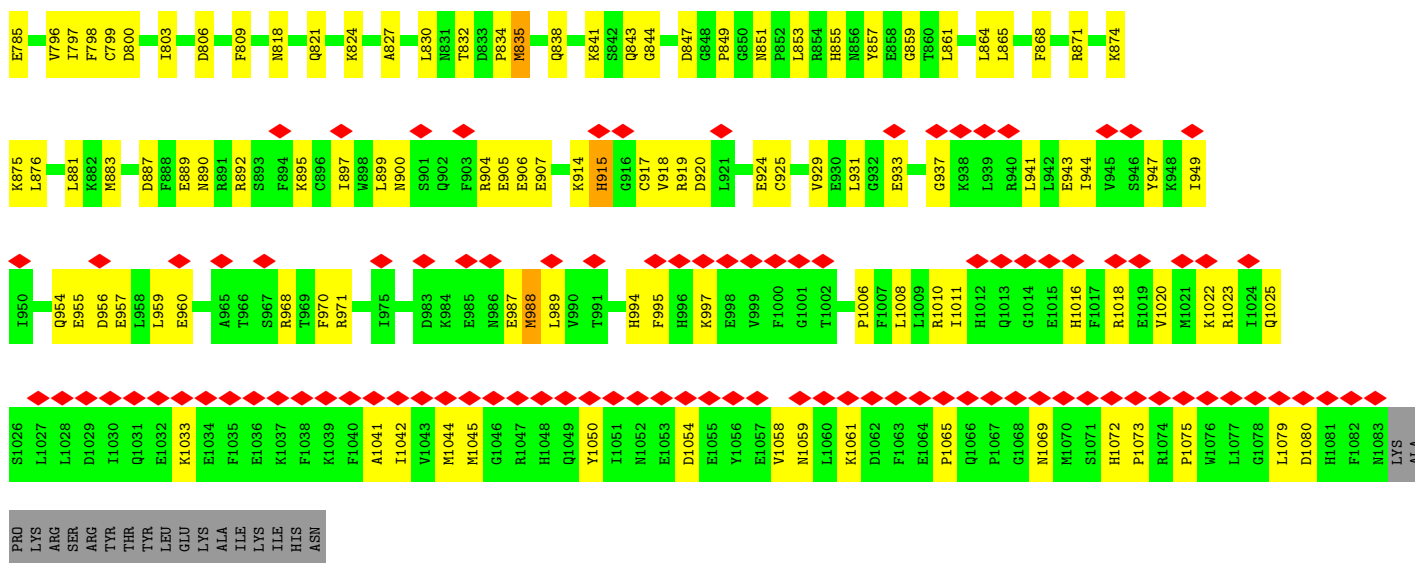 E785 V796 I797 F798 C799 D800 I803 D806 F809 N818 Q821 K824 A827 L830 N831 T832 D833 P834 M835 Q838 K841 S842 Q843 G844 D847 G848 P849 G850 N851 P852 L853 R854 H855 N856 Y857 E858 G859 T860 L861 L864 L865 F868 R871 K874
K875 L876 L881 K882 M883 D887 F888 E889 N890 R891 R892 S893 F894 K895 C896 I897 W898 L899 N900 S901 Q902 F903 R904 E905 E906 E907 K914 H915 G916 C917 V918 R919 D920 L921 E924 C925 V929 E930 L931 G932 E933 G937 K938 L939 R940 L941 L942 E943 I944 V945 S946 Y947 K948 I949
I950 Q954 E955 D956 E957 L958 L959 E960 A965 T966 S967 R968 T969 F970 R971 I975 D983 K984 E985 N986 E987 M988 L989 V990 T991 H994 F995 H996 K997 E998 V999 F1000 G1001 T1002 P1006 F1007 L1008 L1009 R1010 I1011 H1012 Q1013 G1014 E1015 H1016 F1017 R1018 E1019 V1020 M1021 K1022 R1023 I1024 Q1025
S1026 L1027 L1028 D1029 I1030 Q1031 E1032 K1033 E1034 F1035 E1036 K1037 F1038 K1039 F1040 A1041 I1042 V1043 M1044 M1045 G1046 R1047 H1048 Q1049 Y1050 I1051 N1052 E1053 D1054 E1055 Y1056 E1057 V1058 N1059 L1060 K1061 D1062 F1063 E1064 P1065 Q1066 P1067 G1068 N1069 M1070 S1071 H1072 P1073 R1074 P1075 W1076 L1077 G1078 L1079 D1080 H1081 F1082 N1083 LYS ALA
PRO LYS ARG SER ARG TYR THR TYR LEU GLU LYS ALA ILE LYS ILE HIS ASN